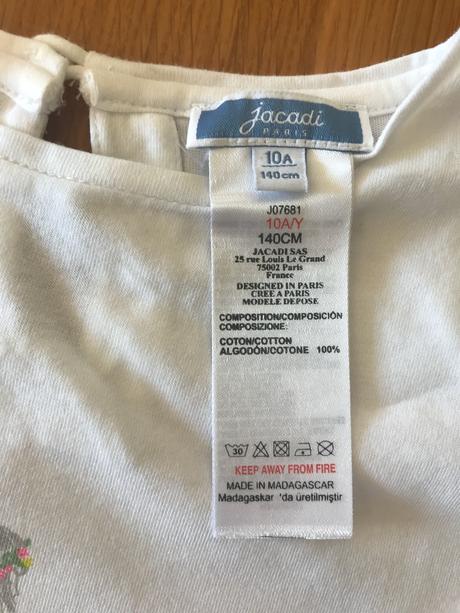 jacadi
PARIS
10A
140cm
J07681
10A/Y
140CM
JACADI SAS
25 rue Louis Le Grand
75002 Paris
France
DESIGNED IN PARIS
CREE A PARIS
MODELE DEPOSE
COMPOSITION/COMPOSICIÓN
COMPOSIZIONE:
COTON/COTTON
ALGODÓN/COTONE 100%
30
KEEP AWAY FROM FIRE
MADE IN MADAGASCAR
Madagaskar 'da üretilmiştir